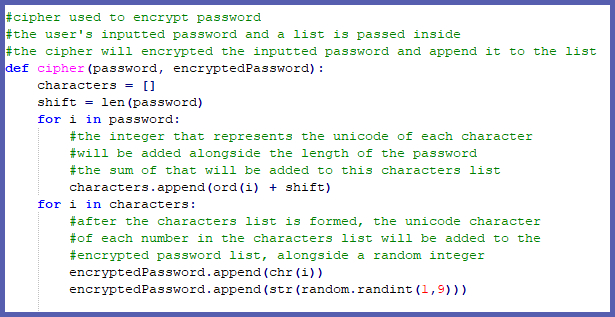 #cipher used to encrypt password
#the user's inputted password and a list is passed inside
#the cipher will encrypted the inputted password and append it to the list
def cipher(password, encryptedPassword):
    characters = []
    shift = len(password)
    for i in password:
        #the integer that represents the unicode of each character
        #will be added alongside the length of the password
        #the sum of that will be added to this characters list
        characters.append(ord(i) + shift)
    for i in characters:
        #after the characters list is formed, the unicode character
        #of each number in the characters list will be added to the
        #encrypted password list, alongside a random integer
        encryptedPassword.append(chr(i))
        encryptedPassword.append(str(random.randint(1,9)))